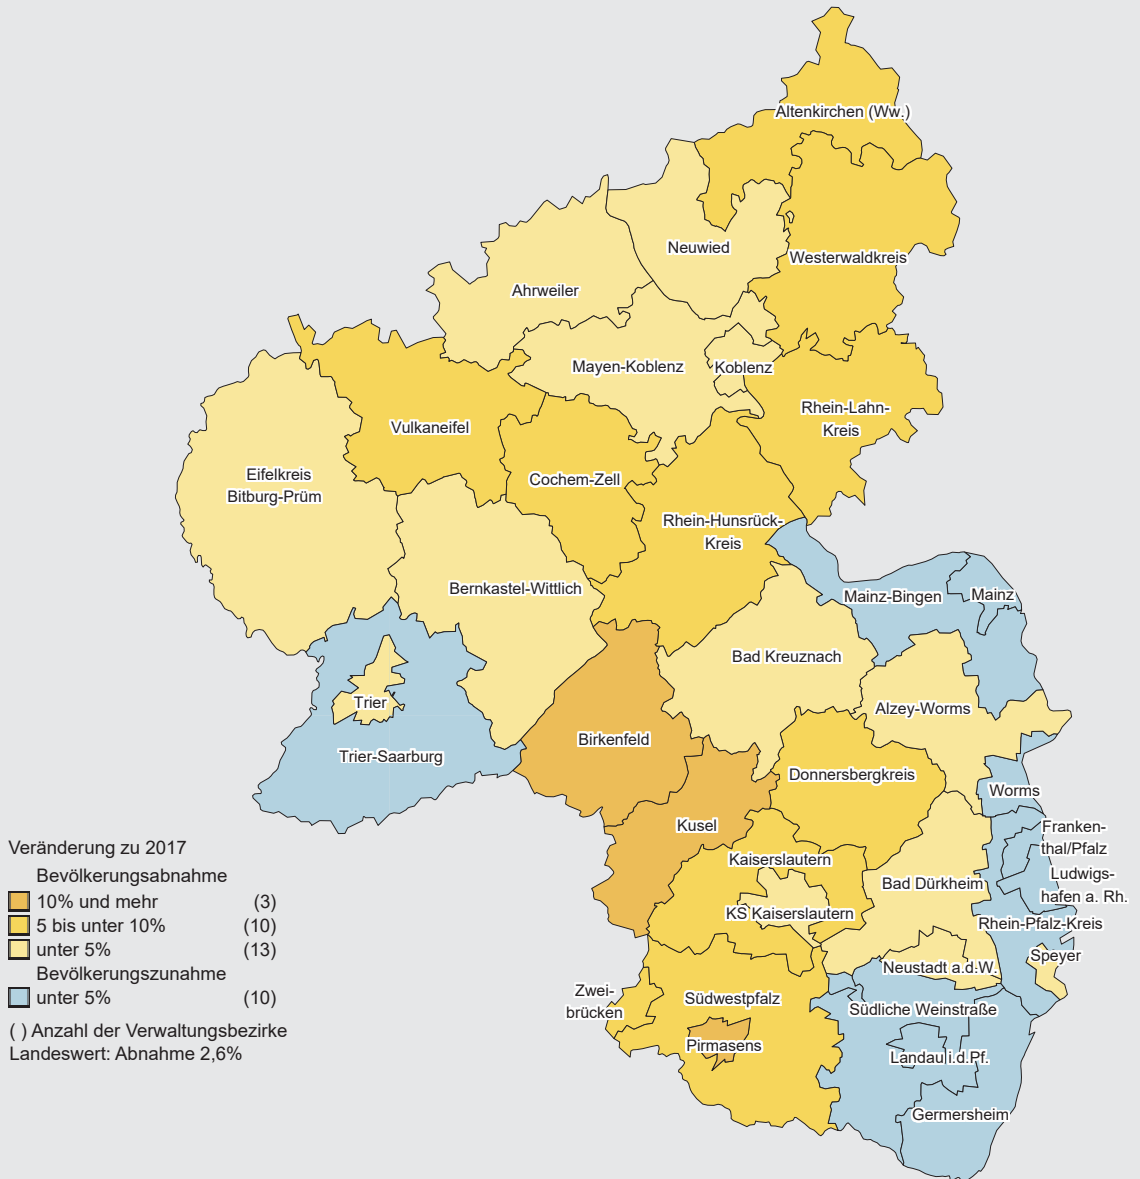 Altenkirchen (Ww.)
Neuwied
Westerwaldkreis
Ahrweiler
Mayen-Koblenz
Koblenz
Rhein-Lahn-
Kreis
Vulkaneifel
Eifelkreis
Bitburg-Prüm
Cochem-Zell
Rhein-Hunsrück-
Kreis
Bernkastel-Wittlich
Mainz-Bingen
Mainz
Bad Kreuznach
Trier
Alzey-Worms
Birkenfeld
Trier-Saarburg
Donnersbergkreis
Worms
Kusel
Franken-
thal/Pfalz
Kaiserslautern
Ludwigs-
hafen a. Rh.
Bad Dürkheim
KS Kaiserslautern
Rhein-Pfalz-Kreis
Speyer
Neustadt a.d.W.
Zwei-
brücken
Südwestpfalz
Südliche Weinstraße
Pirmasens
Landau i.d.Pf.
Germersheim
Veränderung zu 2017
Bevölkerungsabnahme
10% und mehr (3)
5 bis unter 10% (10)
unter 5% (13)
Bevölkerungszunahme
unter 5% (10)
( ) Anzahl der Verwaltungsbezirke
Landeswert: Abnahme 2,6%